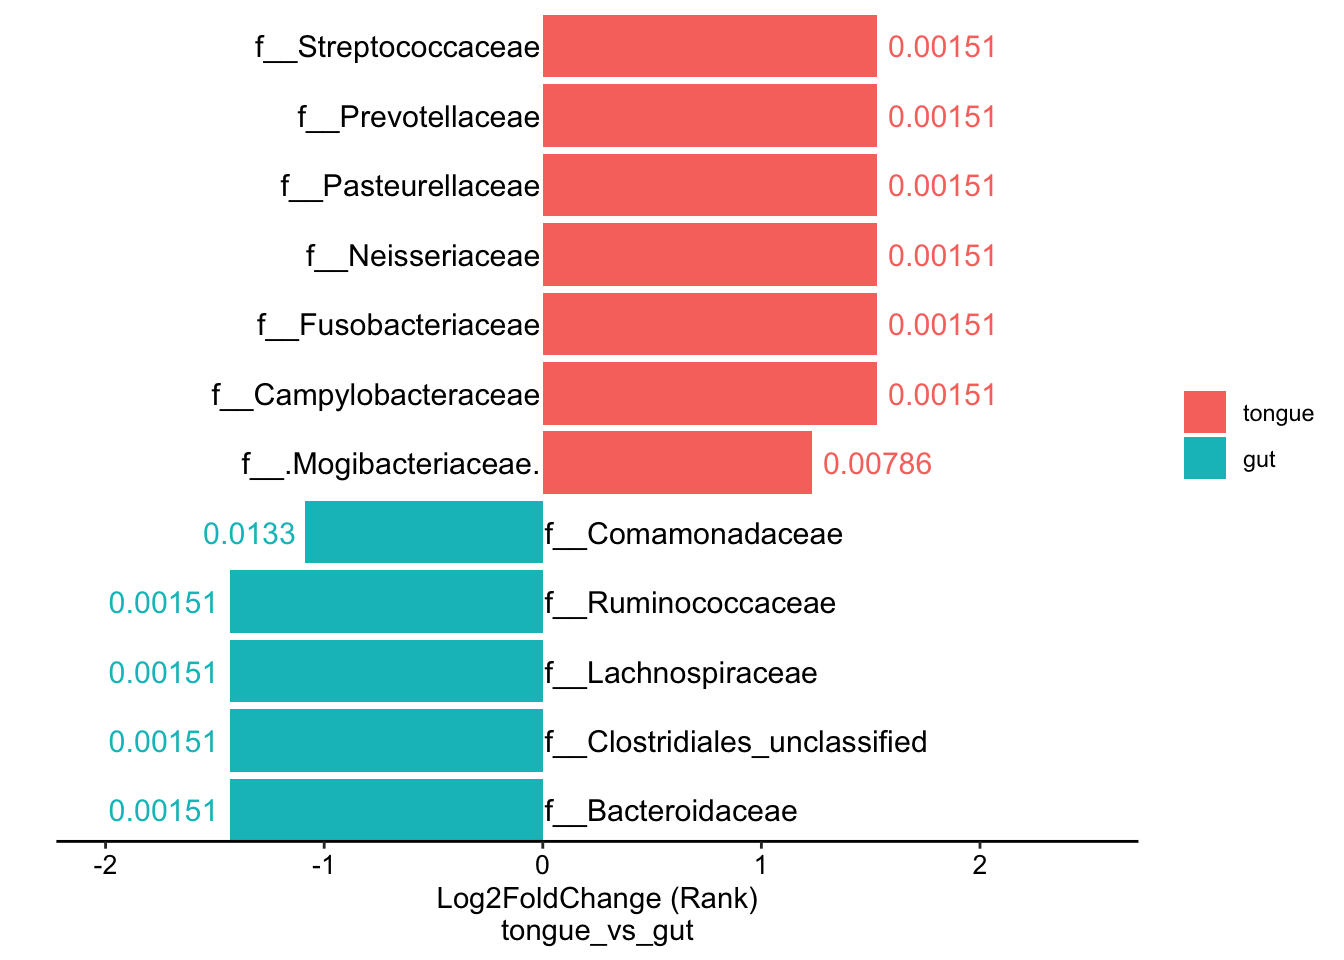 f__Streptococcaceae 0.00151
f__Prevotellaceae 0.00151
f__Pasteurellaceae 0.00151
f__Neisseriaceae 0.00151
f__Fusobacteriaceae 0.00151
f__Campylobacteraceae 0.00151
f__.Mogibacteriaceae. 0.00786
0.0133 f__Comamonadaceae
0.00151 f__Ruminococcaceae
0.00151 f__Lachnospiraceae
0.00151 f__Clostridiales_unclassified
0.00151 f__Bacteroidaceae
-2 -1 0 1 2
Log2FoldChange (Rank)
tongue_vs_gut
tongue
gut